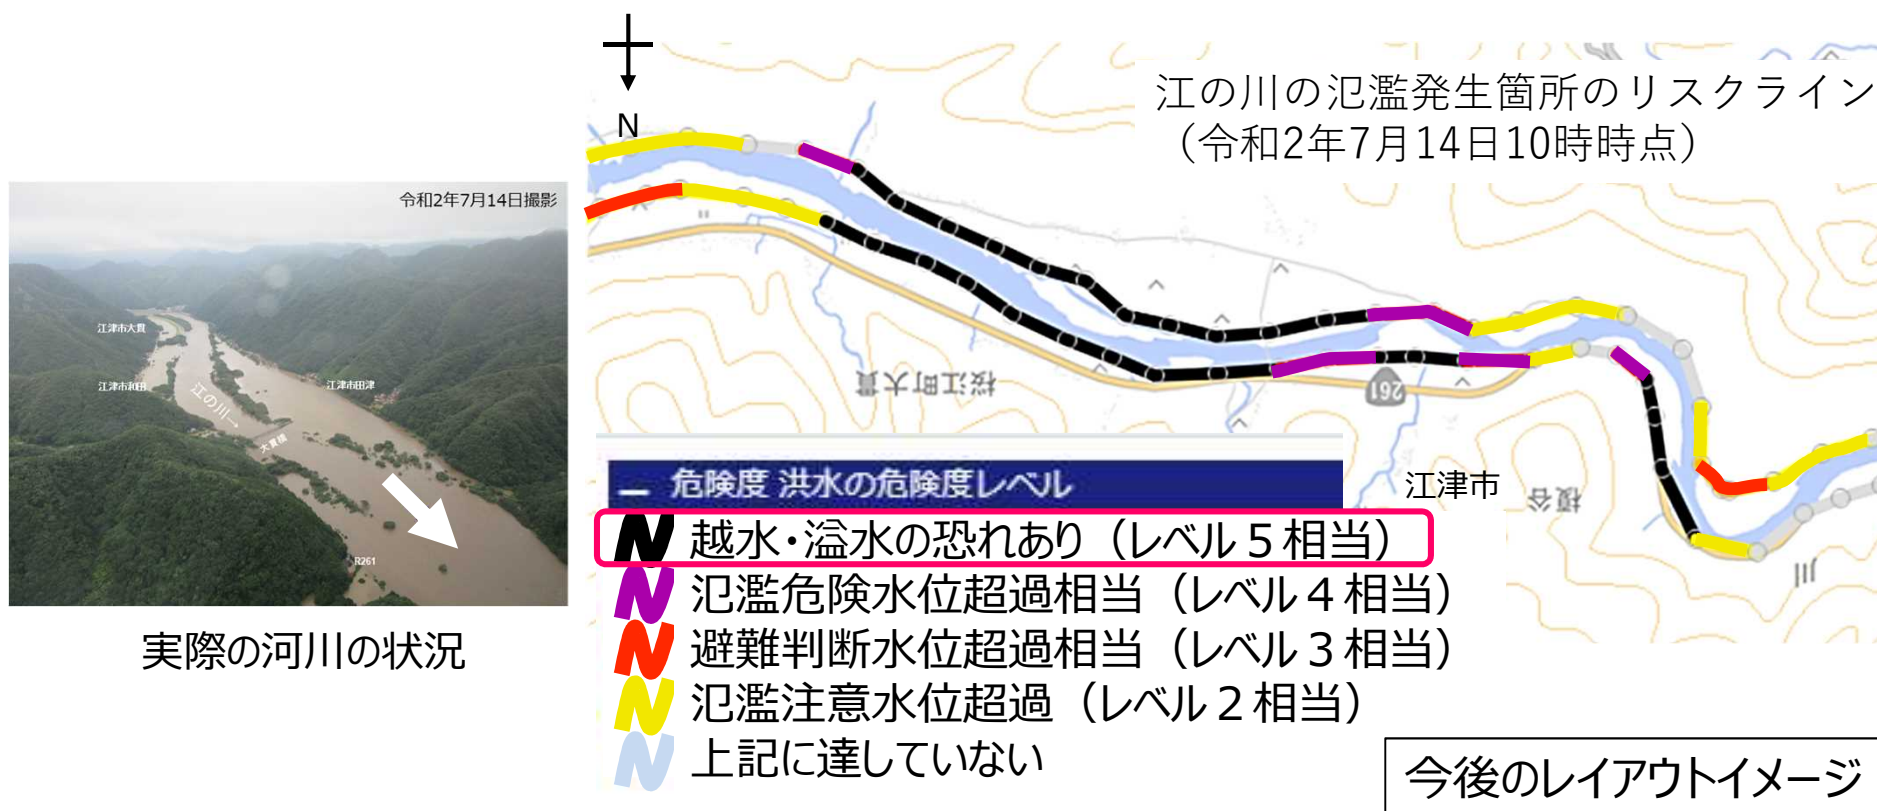 N
江の川の氾濫発生箇所のリスクライン
（令和2年7月14日10時時点）
令和2年7月14日撮影
江津市大貫
江津市和田
江津市田津
江の川→
大貫橋
R261
実際の河川の状況
桜江町大貫
261
江津市
榎谷
川
－ 危険度 洪水の危険度レベル
越水・溢水の恐れあり（レベル５相当）
氾濫危険水位超過相当（レベル４相当）
避難判断水位超過相当（レベル３相当）
氾濫注意水位超過（レベル２相当）
上記に達していない
今後のレイアウトイメージ